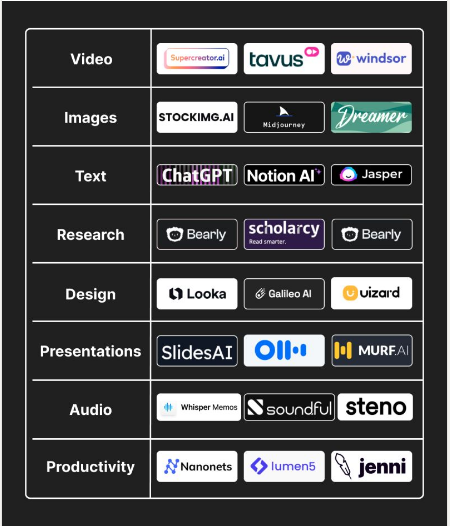 Video
Supercreator.ai
tavus
windsor
Images
STOCKIMG.AI
Midjourney
Dreamer
Text
ChatGPT
Notion AI
Jasper
Research
Bearly
scholarcy
Read smarter.
Bearly
Design
Looka
Galileo AI
uizard
Presentations
SlidesAI
MURF.AI
Audio
Whisper Memos
soundful
steno
Productivity
Nanonets
lumen5
jenni